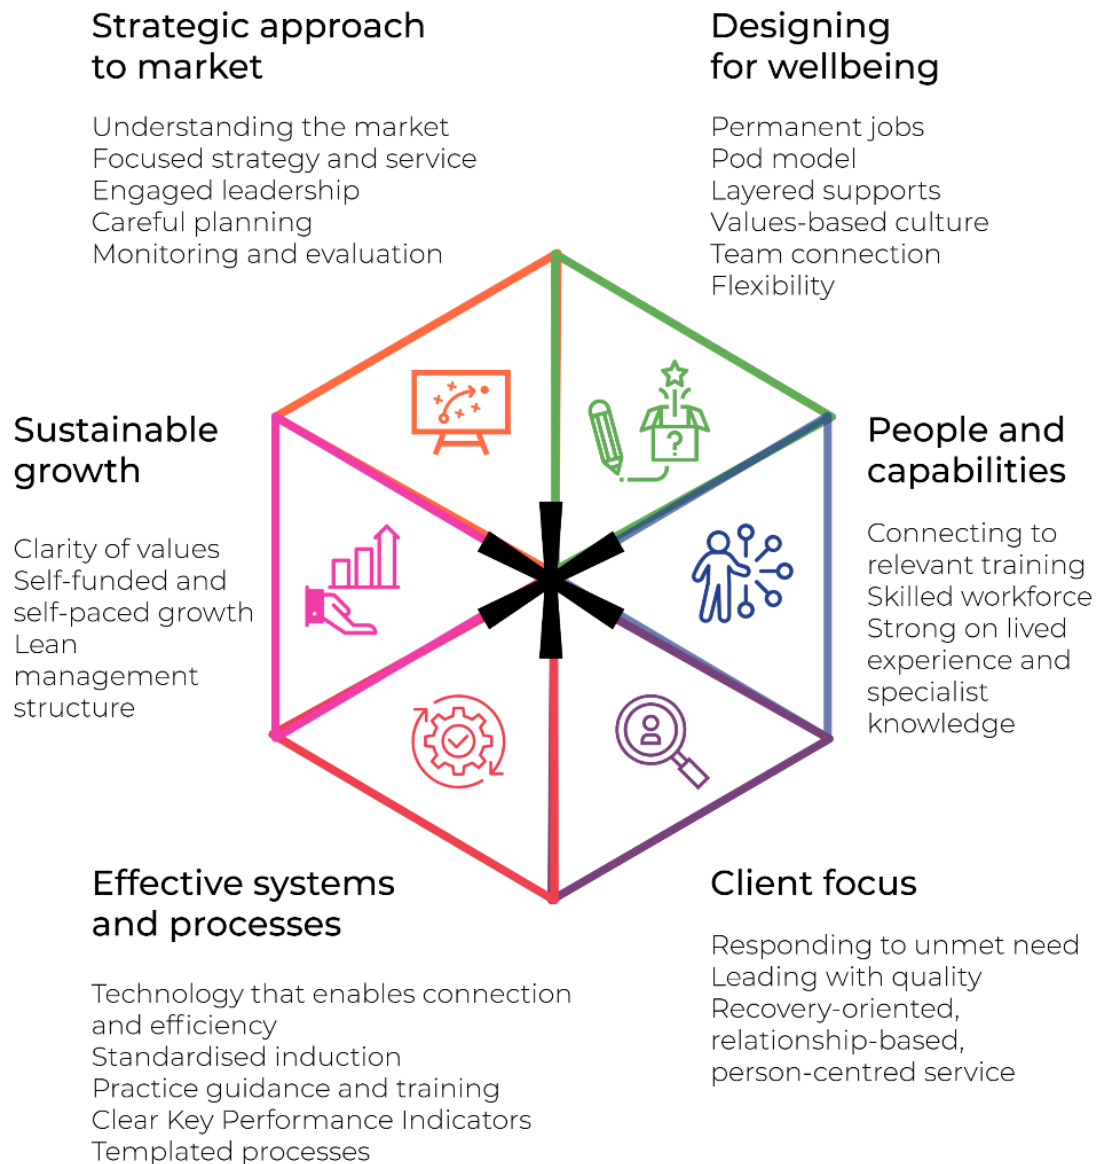 Strategic approach
to market
Understanding the market
Focused strategy and service
Engaged leadership
Careful planning
Monitoring and evaluation
Designing
for wellbeing
Permanent jobs
Pod model
Layered supports
Values-based culture
Team connection
Flexibility
Sustainable
growth
Clarity of values
Self-funded and
self-paced growth
Lean
management
structure
?
People and
capabilities
Connecting to
relevant training
Skilled workforce
Strong on lived
experience and
specialist
knowledge
Effective systems
and processes
Technology that enables connection
and efficiency
Standardised induction
Practice guidance and training
Clear Key Performance Indicators
Templated processes
Client focus
Responding to unmet need
Leading with quality
Recovery-oriented,
relationship-based,
person-centred service